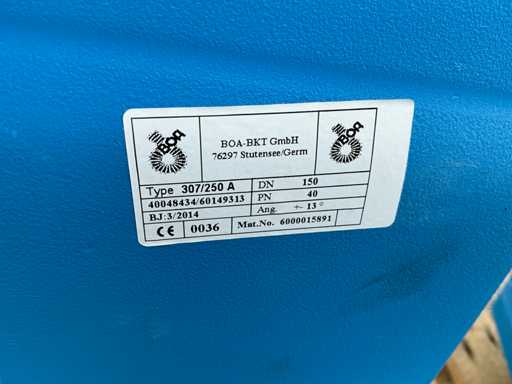 BOA
BOA-BKT GmbH
76297 Stutensee/Germ
BOA
Type 307/250 A
DN 150
40048434/60149313
PN 40
BJ:3/2014
Ang. +- 13 °
CE 0036
Mat.No. 6000015891